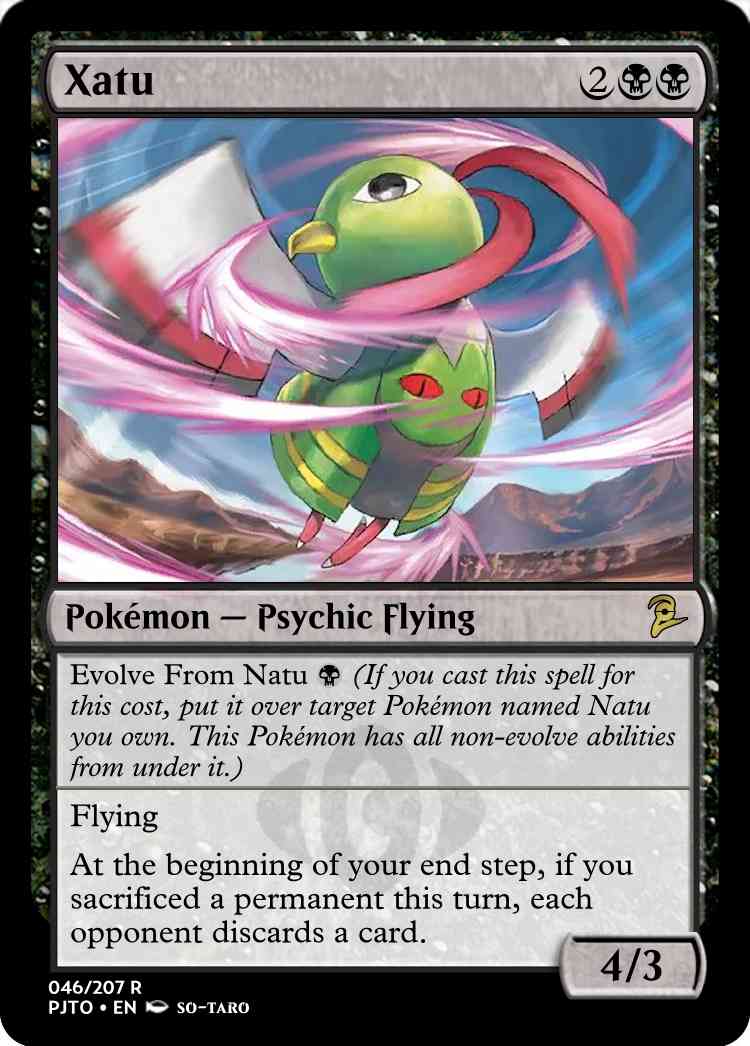 Xatu 2
Pokémon — Psychic Flying
Evolve From Natu (If you cast this spell for
this cost, put it over target Pokémon named Natu
you own. This Pokémon has all non-evolve abilities
from under it.)
Flying
At the beginning of your end step, if you
sacrificed a permanent this turn, each
opponent discards a card.
4/3
046/207 R
PJTO • EN SO-TARO